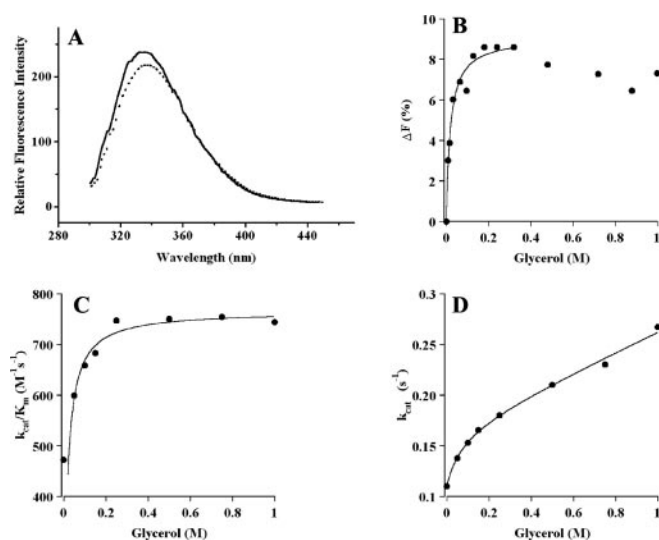 A
Relative Fluorescence Intensity
200
100
0
280 320 360 400 440
Wavelength (nm)
B
ΔF (%)
10
8
6
4
2
0
0 0.2 0.4 0.6 0.8 1
Glycerol (M)
C
kcat/Km (M⁻¹s⁻¹)
800
700
600
500
400
0 0.2 0.4 0.6 0.8 1
Glycerol (M)
D
kcat (s⁻¹)
0.3
0.25
0.20
0.15
0.1
0 0.2 0.4 0.6 0.8 1
Glycerol (M)